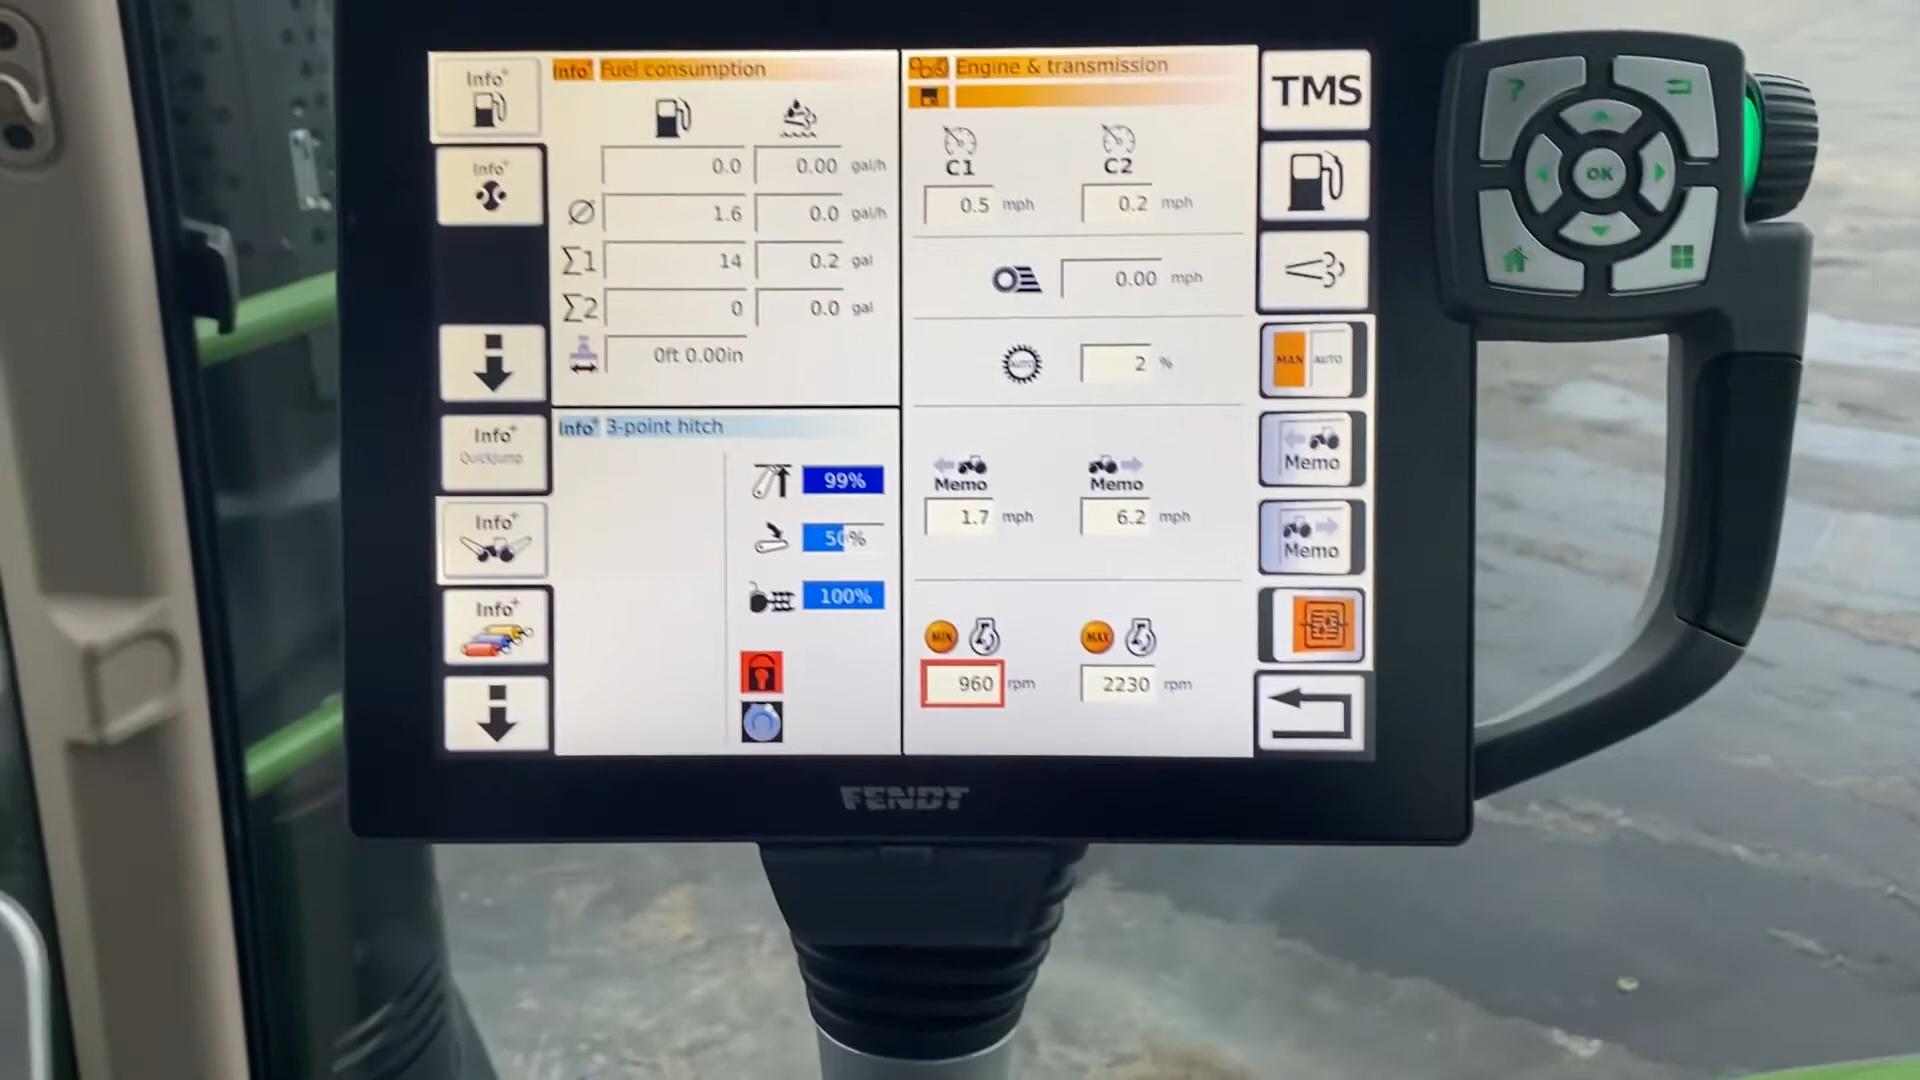 Info+
Info+
Info+
Quickjump
Info+
Info+
Info+ Fuel consumption
0.0 0.00 gal/h
Ø 1.6 0.0 gal/h
Σ1 14 0.2 gal
Σ2 0 0.0 gal
0ft 0.00in
Info+ 3-point hitch
99%
50%
100%
Engine & transmission
C1 C2
0.5 mph 0.2 mph
0.00 mph
AUTO 2 %
Memo Memo
1.7 mph 6.2 mph
MIN MAX
960 rpm 2230 rpm
TMS
MAN AUTO
Memo
Memo
FENDT
?
OK